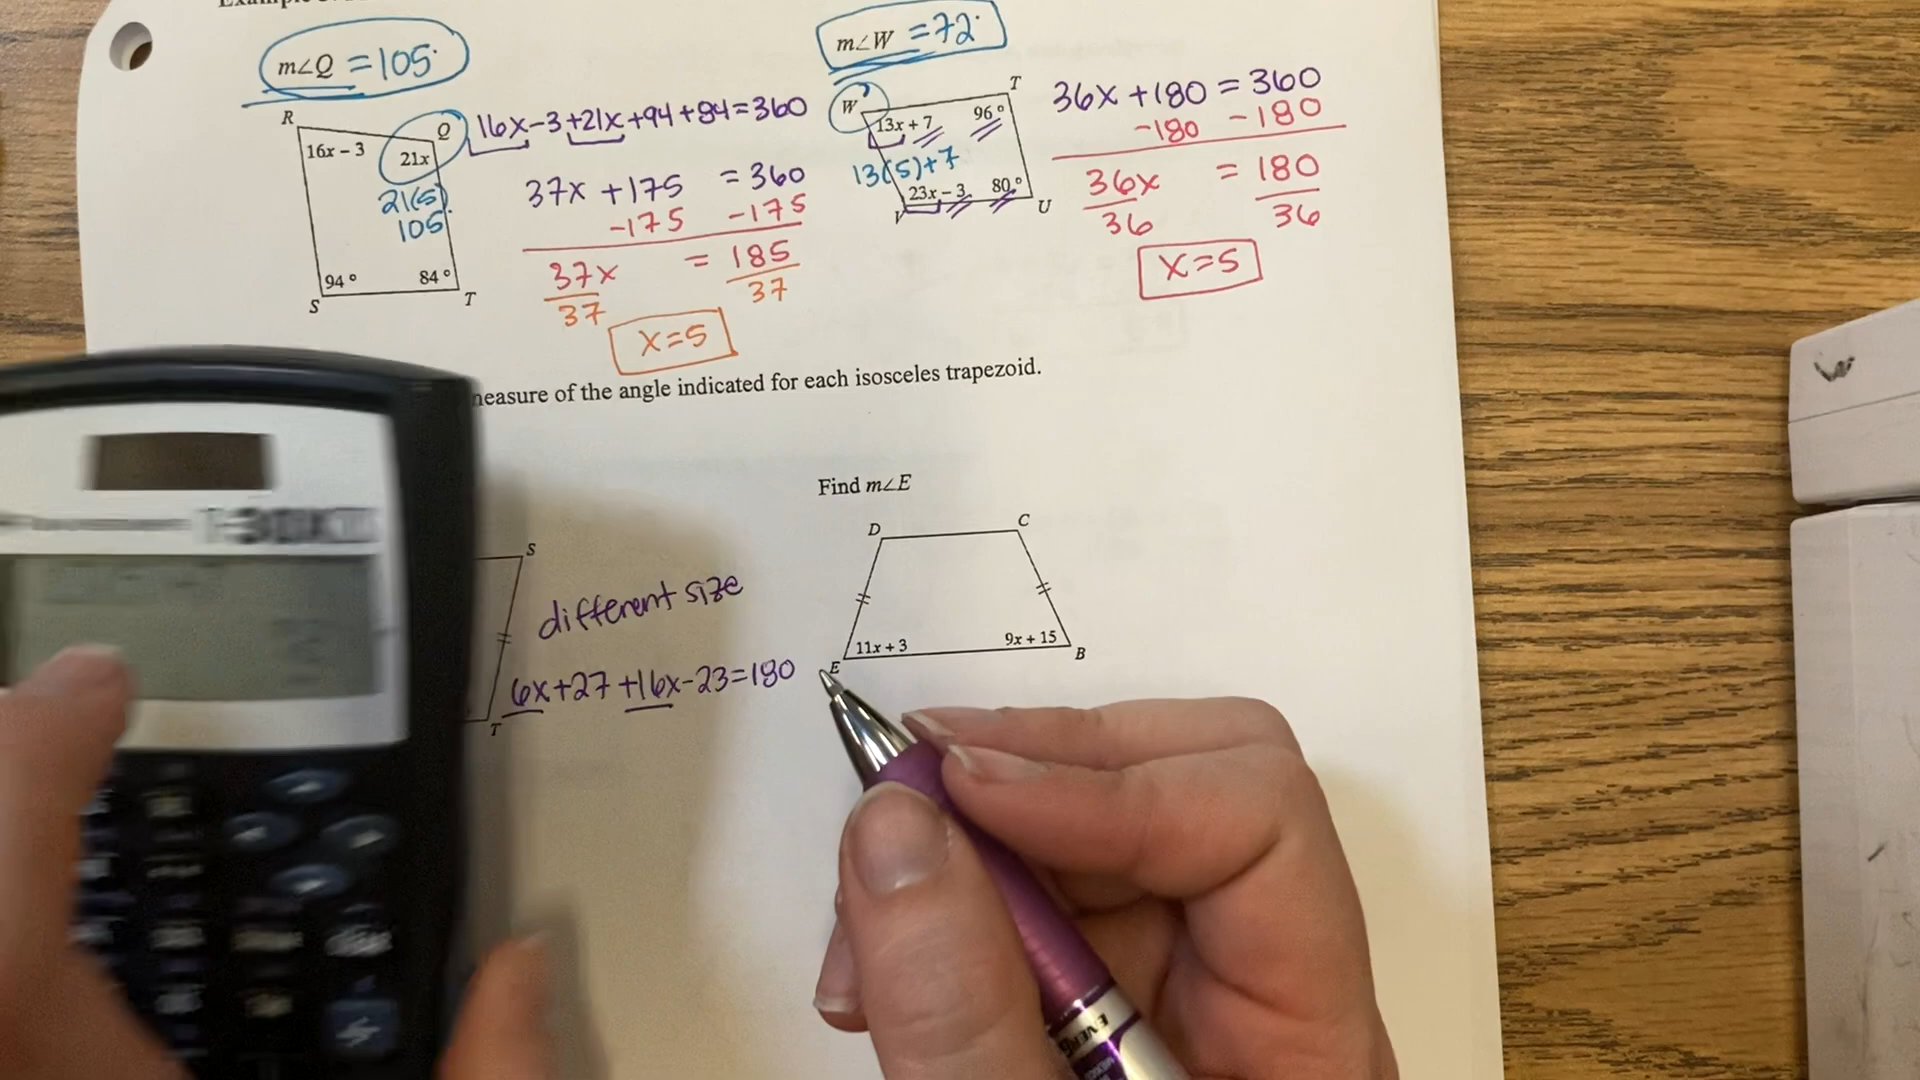 m∠Q = 105°
R
Q
16x – 3
21x
21(5)
105
94 °
84 °
S
T
16x-3+21x+94+84=360
37x +175 = 360
-175 -175
37x = 185
37 37
x=5
m∠W = 72°
W
T
13x + 7
96 °
13(5)+7
23x – 3
80 °
V
U
36x +180 = 360
-180 -180
36x = 180
36 36
x=5
measure of the angle indicated for each isosceles trapezoid.
S
different size
6x+27 +16x-23=180
T
Find m∠E
D
C
11x + 3
9x + 15
E
B